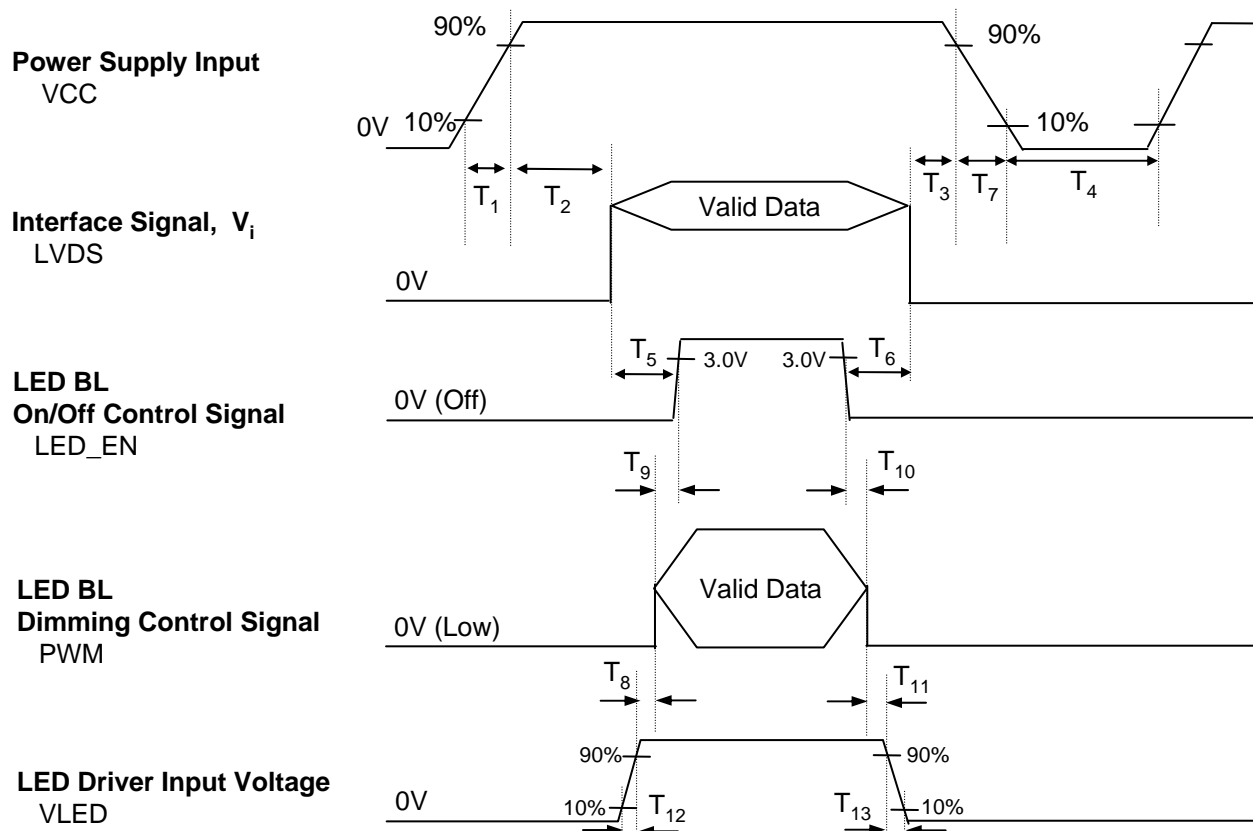 90%
90%
Power Supply Input
VCC
0V
10%
10%
T1
T2
T3
T7
T4
Interface Signal, Vi
LVDS
Valid Data
0V
T5
3.0V
3.0V
T6
LED BL
On/Off Control Signal
LED_EN
0V (Off)
T9
T10
LED BL
Dimming Control Signal
PWM
Valid Data
0V (Low)
T8
T11
90%
90%
LED Driver Input Voltage
VLED
0V
10%
T12
T13
10%